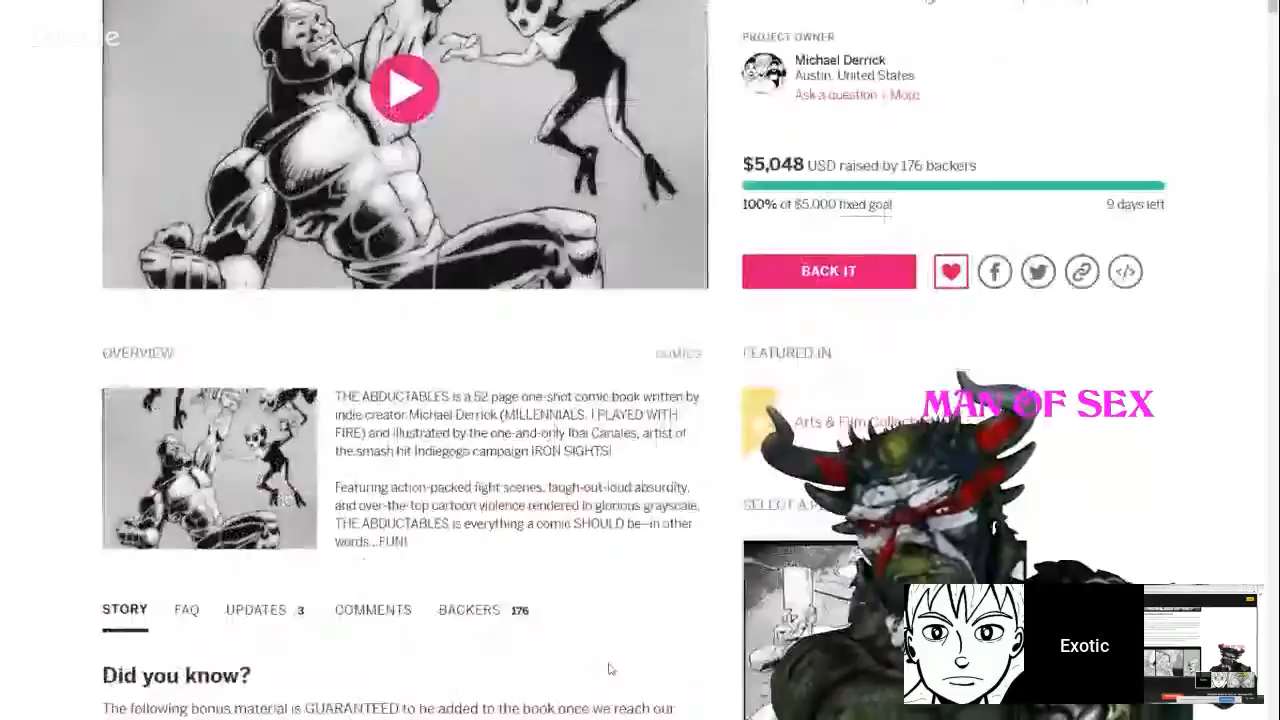 PROJECT OWNER
Michael Derrick
Austin, United States
Ask a question | More
$5,048 USD raised by 176 backers
100% of $5,000 fixed goal
9 days left
BACK IT
OVERVIEW
COMICS
FEATURED IN
MAN OF SEX
Arts & Film Collect
THE ABDUCTABLES is a 52 page one-shot comic book written by
indie creator Michael Derrick (MILLENNIALS, I PLAYED WITH
FIRE) and illustrated by the one-and-only Ibai Canales, artist of
the smash hit Indiegogo campaign IRON SIGHTS!
Featuring action-packed fight scenes, laugh-out-loud absurdity,
and over-the-top cartoon violence rendered in glorious grayscale,
THE ABDUCTABLES is everything a comic SHOULD be—in other
words...FUN!
SELECT A
STORY FAQ UPDATES 3 COMMENTS BACKERS 176
Exotic
Did you know?
The following bonus material is GUARANTEED to be added to the book once we reach our